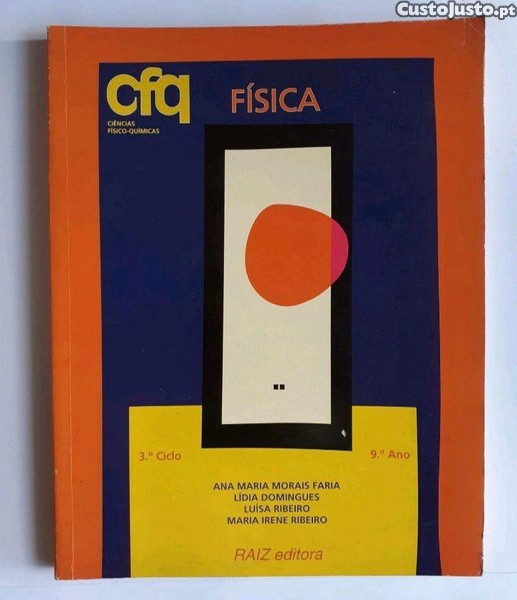 CustoJusto.pt
cfq
FÍSICA
CIÊNCIAS
FÍSICO-QUÍMICAS
3.º Ciclo
9.º Ano
ANA MARIA MORAIS FARIA
LÍDIA DOMINGUES
LUÍSA RIBEIRO
MARIA IRENE RIBEIRO
RAIZ editora